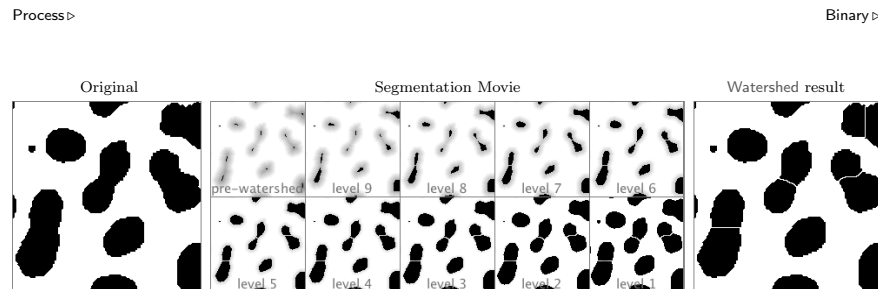 Process▷ Binary▷
Original Segmentation Movie Watershed result
pre-watershed level 9 level 8 level 7 level 6
level 5 level 4 level 3 level 2 level 1